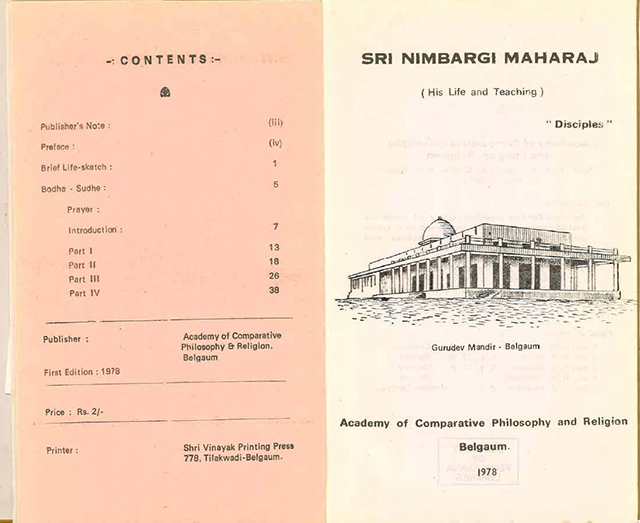 -: CONTENTS :-
Publisher's Note : (iii)
Preface : (iv)
Brief Life-sketch : 1
Bodha - Sudhe : 5
Prayer :
Introduction : 7
Part I 13
Part II 18
Part III 26
Part IV 38
Publisher : Academy of Comparative
Philosophy & Religion.
Belgaum
First Edition : 1978
Price : Rs. 2/-
Printer : Shri Vinayak Printing Press
778, Tilakwadi-Belgaum.
SRI NIMBARGI MAHARAJ
( His Life and Teaching )
" Disciples "
Gurudev Mandir - Belgaum
Academy of Comparative Philosophy and Religion
Belgaum.
1978